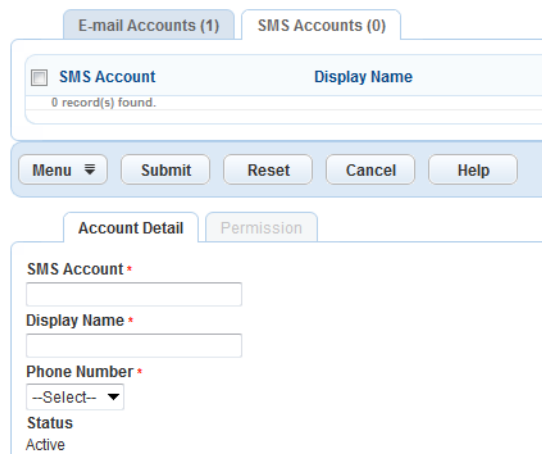 E-mail Accounts (1) SMS Accounts (0)
SMS Account Display Name
0 record(s) found.
Menu Submit Reset Cancel Help
Account Detail Permission
SMS Account *
Display Name *
Phone Number *
--Select--
Status
Active